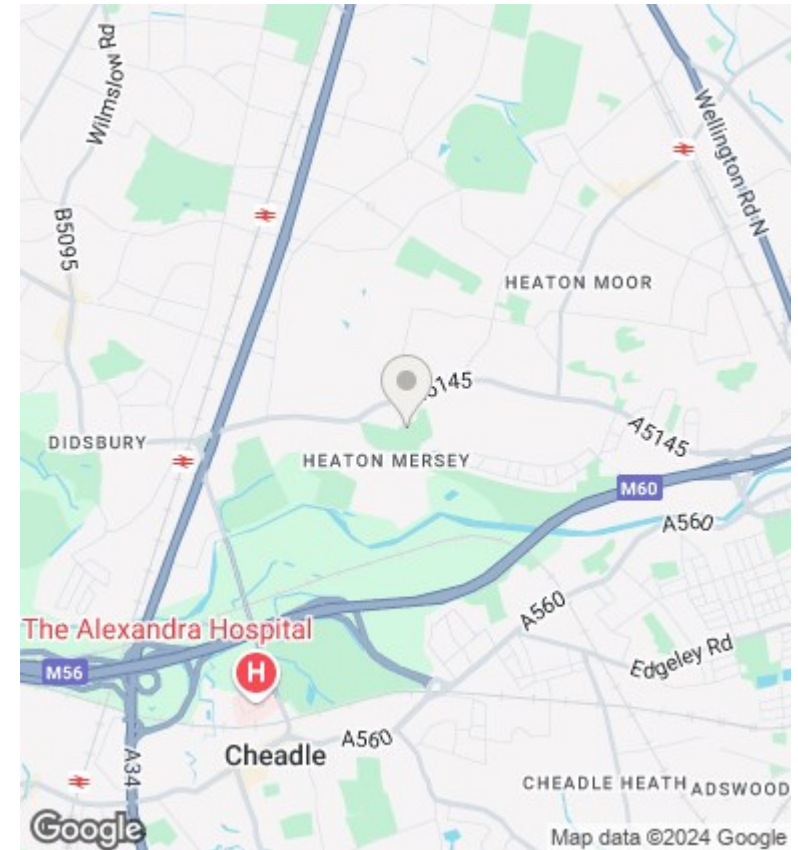 Wilmslow Rd
B5095
Wellington Rd N
HEATON MOOR
A5145
DIDSBURY
HEATON MERSEY
A5145
M60
A560
The Alexandra Hospital
H
A560
Edgeley Rd
M56
A34
Cheadle
A560
CHEADLE HEATH
ADSWOOD
Google
Map data ©2024 Google